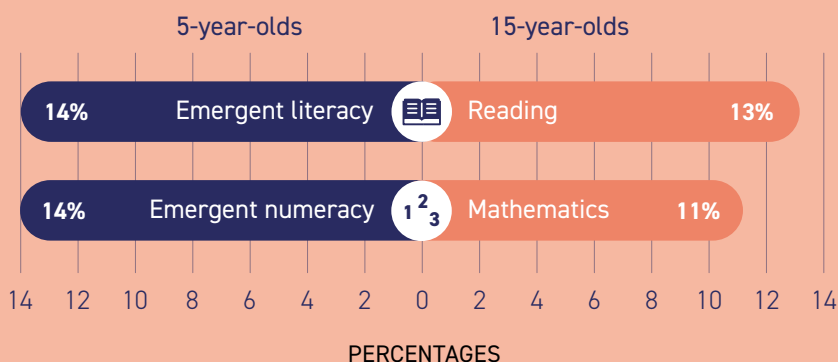 5-year-olds 15-year-olds
14% Emergent literacy Reading 13%
14% Emergent numeracy 1 2 3 Mathematics 11%
14 12 10 8 6 4 2 0 2 4 6 8 10 12 14
PERCENTAGES